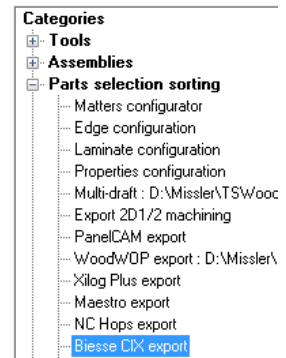 Categories
Tools
Assemblies
Parts selection sorting
Matters configurator
Edge configuration
Laminate configuration
Properties configuration
Multi-draft : D:\Missler\TSWood
Export 2D1/2 machining
PanelCAM export
WoodWOP export : D:\Missler\
Xilog Plus export
Maestro export
NC Hops export
Biesse CIX export